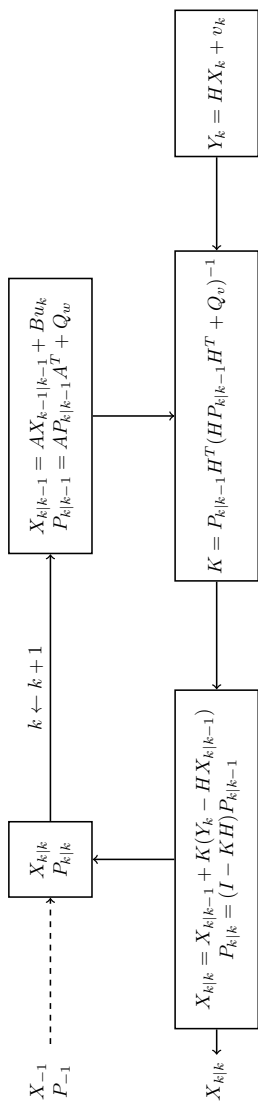 X_{-1}
P_{-1}
X_{k|k}
P_{k|k}
k ← k + 1
X_{k|k−1} = AX_{k−1|k−1} + Bu_k
P_{k|k−1} = AP_{k|k−1}A^T + Q_w
X_{k|k}
X_{k|k} = X_{k|k−1} + K(Y_k − HX_{k|k−1})
P_{k|k} = (I − KH)P_{k|k−1}
K = P_{k|k−1}H^T(HP_{k|k−1}H^T + Q_v)^{−1}
Y_k = HX_k + v_k